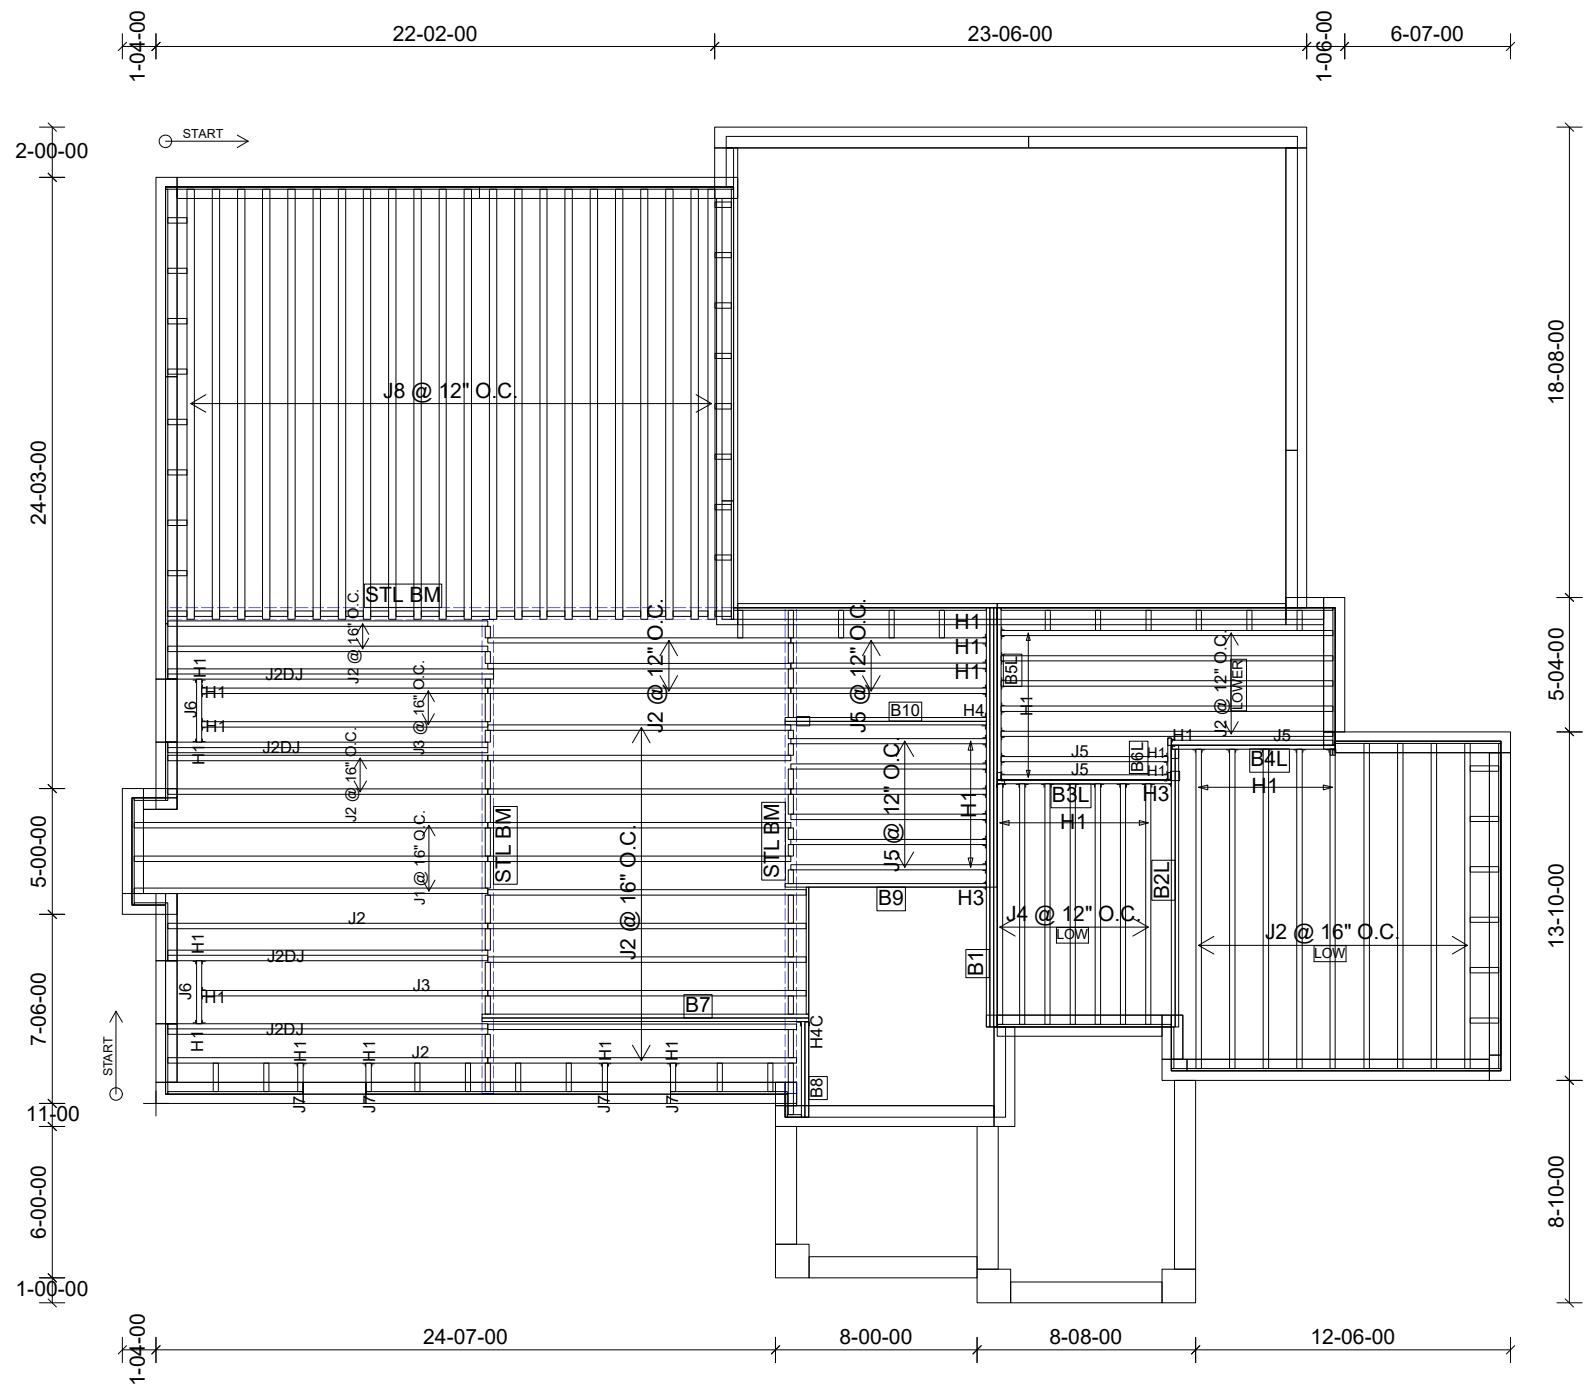 1-04-00
22-02-00
23-06-00
1-06-00
6-07-00
2-00-00
START
24-03-00
18-08-00
J8 @ 12" O.C.
STL BM
J2 @ 16" O.C.
H1
J2DJ
H1
J6
H1
J3 @ 16" O.C.
J2DJ
H1
J2 @ 16" O.C.
J1 @ 16" O.C.
STL BM
J2 @ 12" O.C.
J2 @ 16" O.C.
STL BM
J5 @ 12" O.C.
H1
H1
H1
B10
H4
J5 @ 12" O.C.
H1
B9
H3
B1
B5L
H1
J2 @ 12" O.C.
LOWER
J5
H1
J5
H1
B6L
H1
J5
B3L
H3
H1
B4L
H1
B2L
J4 @ 12" O.C.
LOW
J2 @ 16" O.C.
LOW
5-04-00
13-10-00
8-10-00
5-00-00
7-06-00
J2
H1
J2DJ
J6
H1
J3
J2DJ
H1
J2
B7
H4C
B8
H1
J7
H1
J7
H1
J7
H1
J7
START
11-00
6-00-00
1-00-00
1-04-00
24-07-00
8-00-00
8-08-00
12-06-00